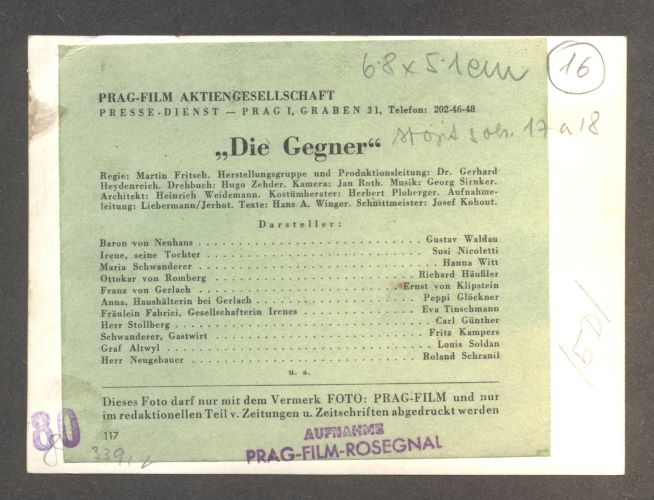 6·8 x 5·1cm
16
PRAG-FILM AKTIENGESELLSCHAFT
PRESSE-DIENST — PRAG I, GRABEN 31, Telefon: 202-46-48
17 a 18
„Die Gegner“
Regie: Martin Fritsch. Herstellungsgruppe und Produktionsleitung: Dr. Gerhard
Heydenreich. Drehbuch: Hugo Zehder. Kamera: Jan Roth. Musik: Georg Sirnker.
Architekt: Heinrich Weidemann. Kostümberater: Herbert Ploberger. Aufnahme-
leitung: Liebermann/Jerhot. Texte: Hans A. Winger. Schnittmeister: Josef Kohout.
Darsteller:
Baron von Neuhaus . . . . . . . . . . Gustav Waldau
Irene, seine Tochter . . . . . . . . . . Susi Nicoletti
Maria Schwanderer . . . . . . . . . . Hanna Witt
Ottokar von Romberg . . . . . . . . . . Richard Häußler
Franz von Gerlach . . . . . . . . . . Ernst von Klipstein
Anna, Haushälterin bei Gerlach . . . . . . . . . . Peppi Glöckner
Fräulein Fabrici, Gesellschafterin Irenes . . . . . . . . . . Eva Tinschmann
Herr Stollberg . . . . . . . . . . Carl Günther
Schwanderer, Gastwirt . . . . . . . . . . Fritz Kampers
Graf Altwyl . . . . . . . . . . Louis Soldan
Herr Neugebauer . . . . . . . . . . Roland Schranil
u. a.
Dieses Foto darf nur mit dem Vermerk FOTO: PRAG-FILM und nur
im redaktionellen Teil v. Zeitungen u. Zeitschriften abgedruckt werden
117
AUFNAHME
PRAG-FILM-ROSEGNAL
80
339,